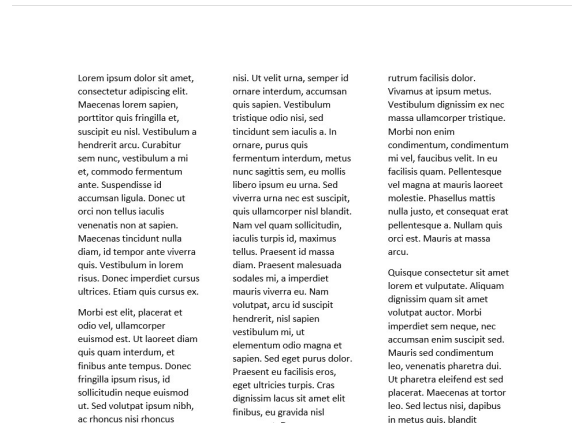 Lorem ipsum dolor sit amet,
consectetur adipiscing elit.
Maecenas lorem sapien,
porttitor quis fringilla et,
suscipit eu nisl. Vestibulum a
hendrerit arcu. Curabitur
sem nunc, vestibulum a mi
et, commodo fermentum
ante. Suspendisse id
accumsan ligula. Donec ut
orci non tellus iaculis
venenatis non at sapien.
Maecenas tincidunt nulla
diam, id tempor ante viverra
quis. Vestibulum in lorem
risus. Donec imperdiet cursus
ultrices. Etiam quis cursus ex.
Morbi est elit, placerat et
odio vel, ullamcorper
euismod est. Ut laoreet diam
quis quam interdum, et
finibus ante tempus. Donec
fringilla ipsum risus, id
sollicitudin neque euismod
ut. Sed volutpat ipsum nibh,
ac rhoncus nisi rhoncus
nisi. Ut velit urna, semper id
ornare interdum, accumsan
quis sapien. Vestibulum
tristique odio nisi, sed
tincidunt sem iaculis a. In
ornare, purus quis
fermentum interdum, metus
nunc sagittis sem, eu mollis
libero ipsum eu urna. Sed
viverra urna nec est suscipit,
quis ullamcorper nisl blandit.
Nam vel quam sollicitudin,
iaculis turpis id, maximus
tellus. Praesent id massa
diam. Praesent malesuada
sodales mi, a imperdiet
mauris viverra eu. Nam
volutpat, arcu id suscipit
hendrerit, nisl sapien
vestibulum mi, ut
elementum odio magna et
sapien. Sed eget purus dolor.
Praesent eu facilisis eros,
eget ultricies turpis. Cras
dignissim lacus sit amet elit
finibus, eu gravida nisl
rutrum facilisis dolor.
Vivamus at ipsum metus.
Vestibulum dignissim ex nec
massa ullamcorper tristique.
Morbi non enim
condimentum, condimentum
mi vel, faucibus velit. In eu
facilisis quam. Pellentesque
vel magna at mauris laoreet
molestie. Phasellus mattis
nulla justo, et consequat erat
pellentesque a. Nullam quis
orci est. Mauris at massa
arcu.
Quisque consectetur sit amet
lorem et vulputate. Aliquam
dignissim quam sit amet
volutpat auctor. Morbi
imperdiet sem neque, nec
accumsan enim suscipit sed.
Mauris sed condimentum
leo, venenatis pharetra dui.
Ut pharetra eleifend est sed
placerat. Maecenas at tortor
leo. Sed lectus nisi, dapibus
in metus quis, blandit